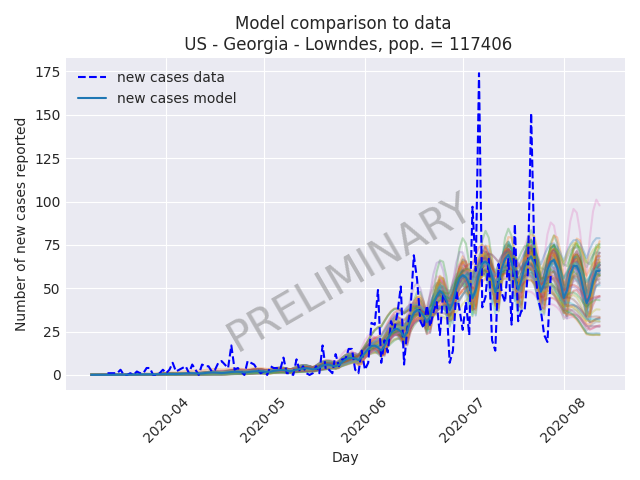 Model comparison to data
US - Georgia - Lowndes, pop. = 117406
new cases data
new cases model
PRELIMINARY
Number of new cases reported
175
150
125
100
75
50
25
0
2020-04
2020-05
2020-06
2020-07
2020-08
Day